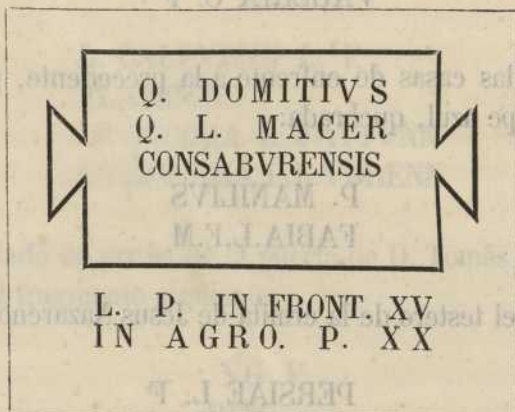 Q. DOMITIVS
Q. L. MACER
CONSABVRENSIS
L. P. IN FRONT. XV
IN AGRO. P. XX